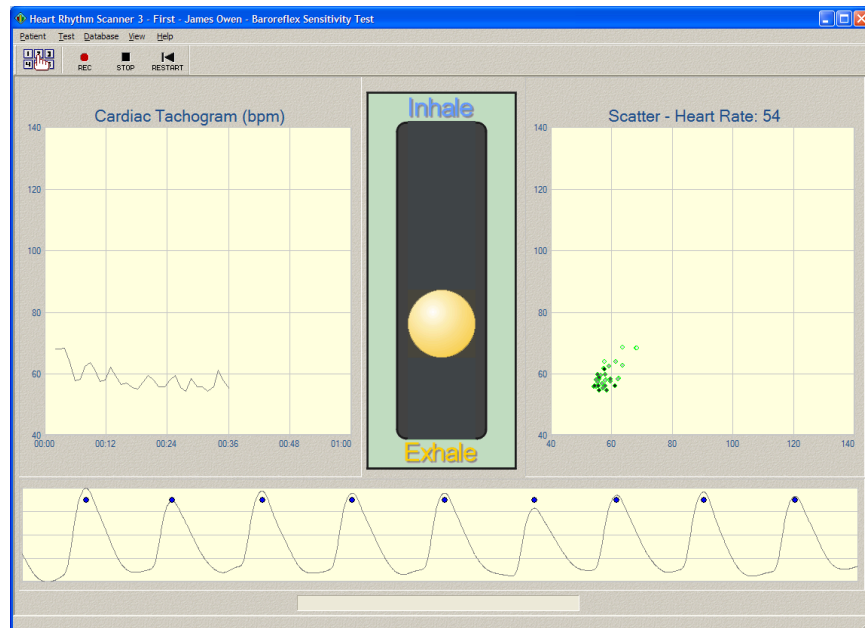 Heart Rhythm Scanner 3 - First - James Owen - Baroreflex Sensitivity Test
Patient Test Database View Help
REC STOP RESTART
Cardiac Tachogram (bpm)
140
120
100
80
60
40
00:00 00:12 00:24 00:36 00:48 01:00
Inhale
Exhale
Scatter - Heart Rate: 54
140
120
100
80
60
40
40 60 80 100 120 140